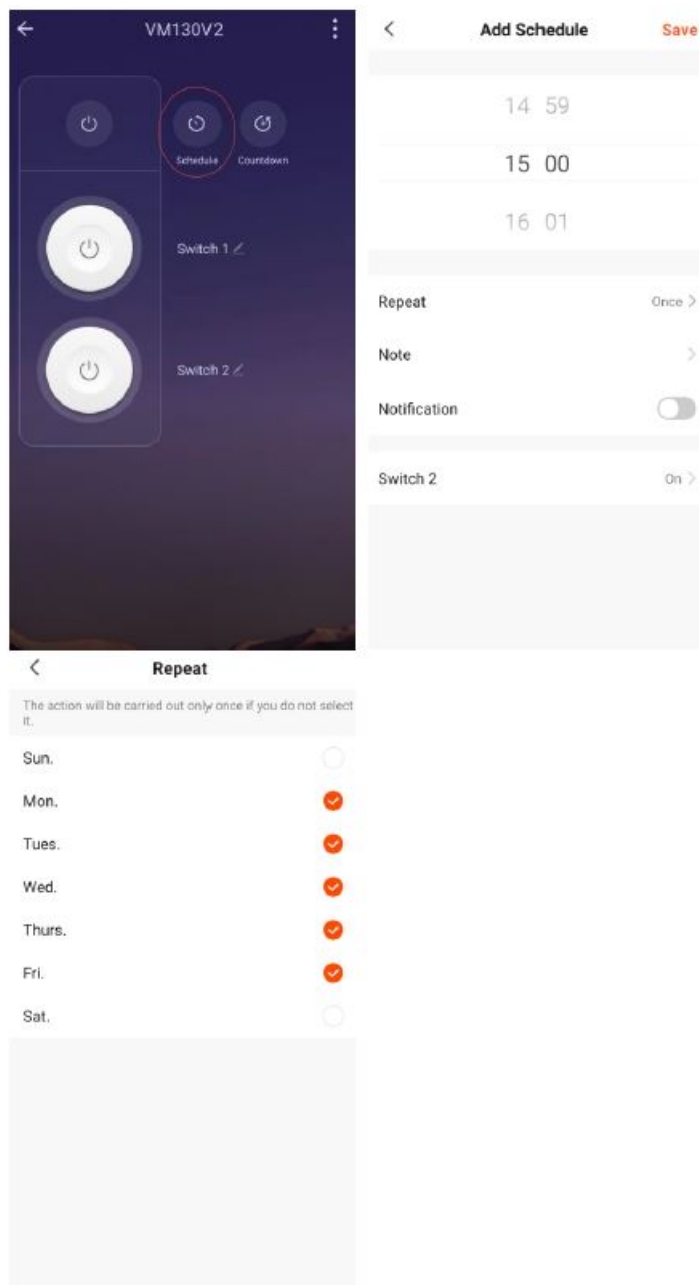 VM130V2
Schedule
Countdown
Switch 1
Switch 2
Add Schedule
Save
14 59
15 00
16 01
Repeat
Once
Note
Notification
Switch 2
On
Repeat
The action will be carried out only once if you do not select
it.
Sun.
Mon.
Tues.
Wed.
Thurs.
Fri.
Sat.